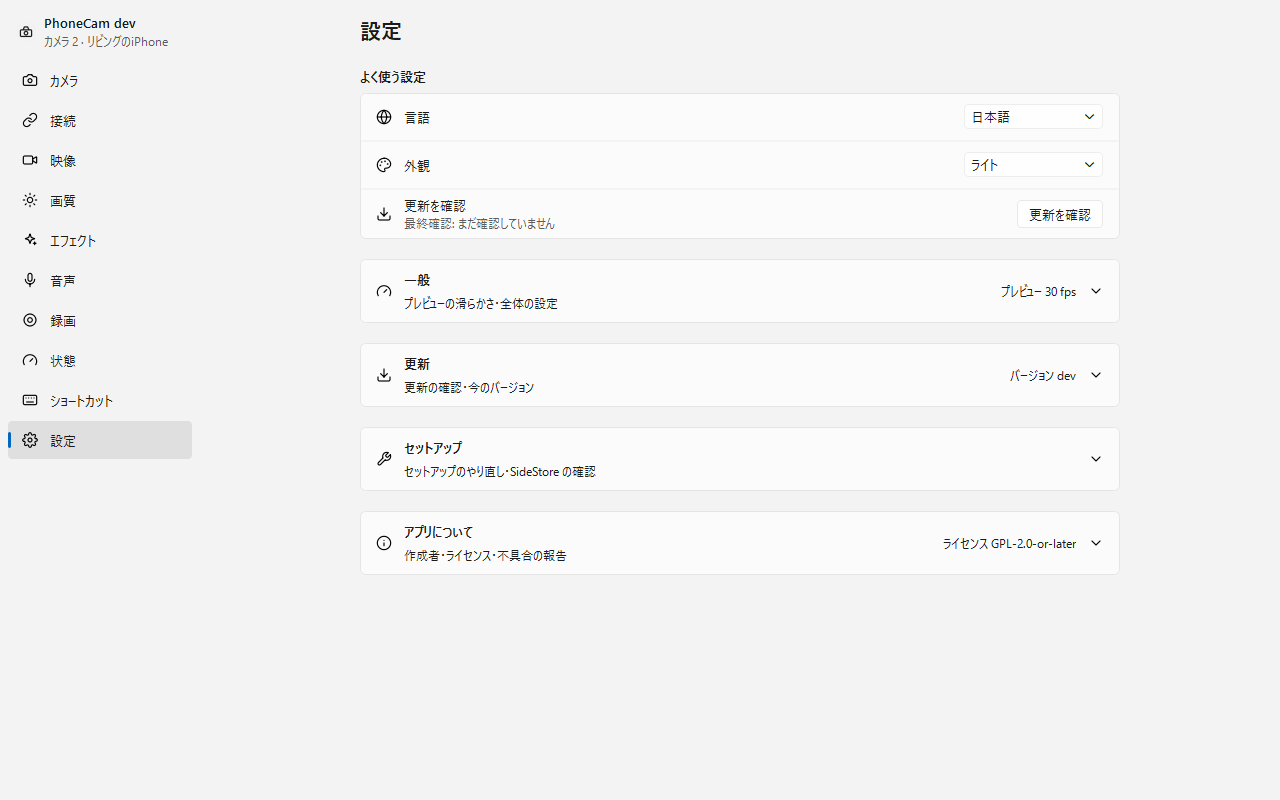 PhoneCam dev
カメラ 2 · リビングのiPhone
カメラ
接続
映像
画質
エフェクト
音声
録画
状態
ショートカット
設定
設定
よく使う設定
言語
日本語
外観
ライト
更新を確認
最終確認: まだ確認していません
更新を確認
一般
プレビューの滑らかさ・全体の設定
プレビュー 30 fps
更新
更新の確認・今のバージョン
バージョン dev
セットアップ
セットアップのやり直し・SideStore の確認
アプリについて
作成者・ライセンス・不具合の報告
ライセンス GPL-2.0-or-later